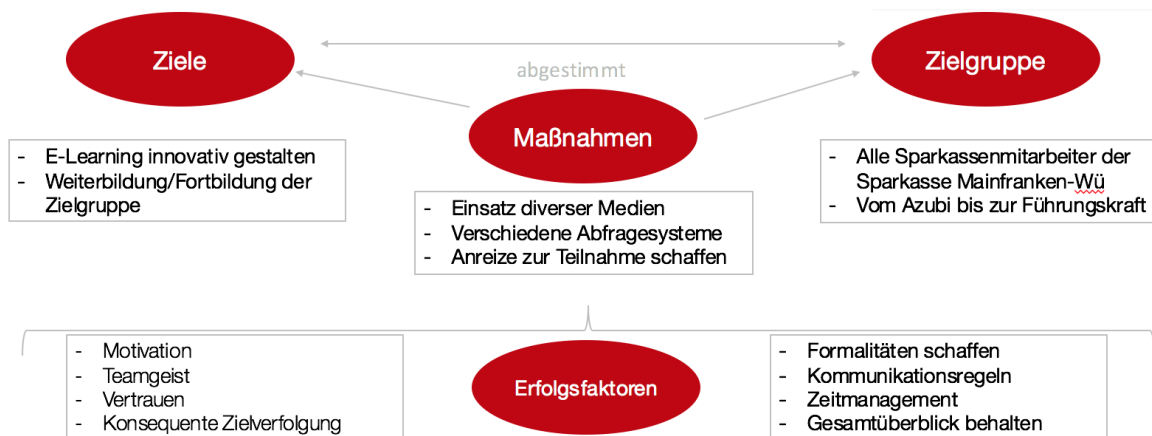 Ziele
Zielgruppe
abgestimmt
Maßnahmen
- E-Learning innovativ gestalten
- Weiterbildung/Fortbildung der
Zielgruppe
- Einsatz diverser Medien
- Verschiedene Abfragesysteme
- Anreize zur Teilnahme schaffen
- Alle Sparkassenmitarbeiter der
Sparkasse Mainfranken-Wü
- Vom Azubi bis zur Führungskraft
- Motivation
- Teamgeist
- Vertrauen
- Konsequente Zielverfolgung
Erfolgsfaktoren
- Formalitäten schaffen
- Kommunikationsregeln
- Zeitmanagement
- Gesamtüberblick behalten